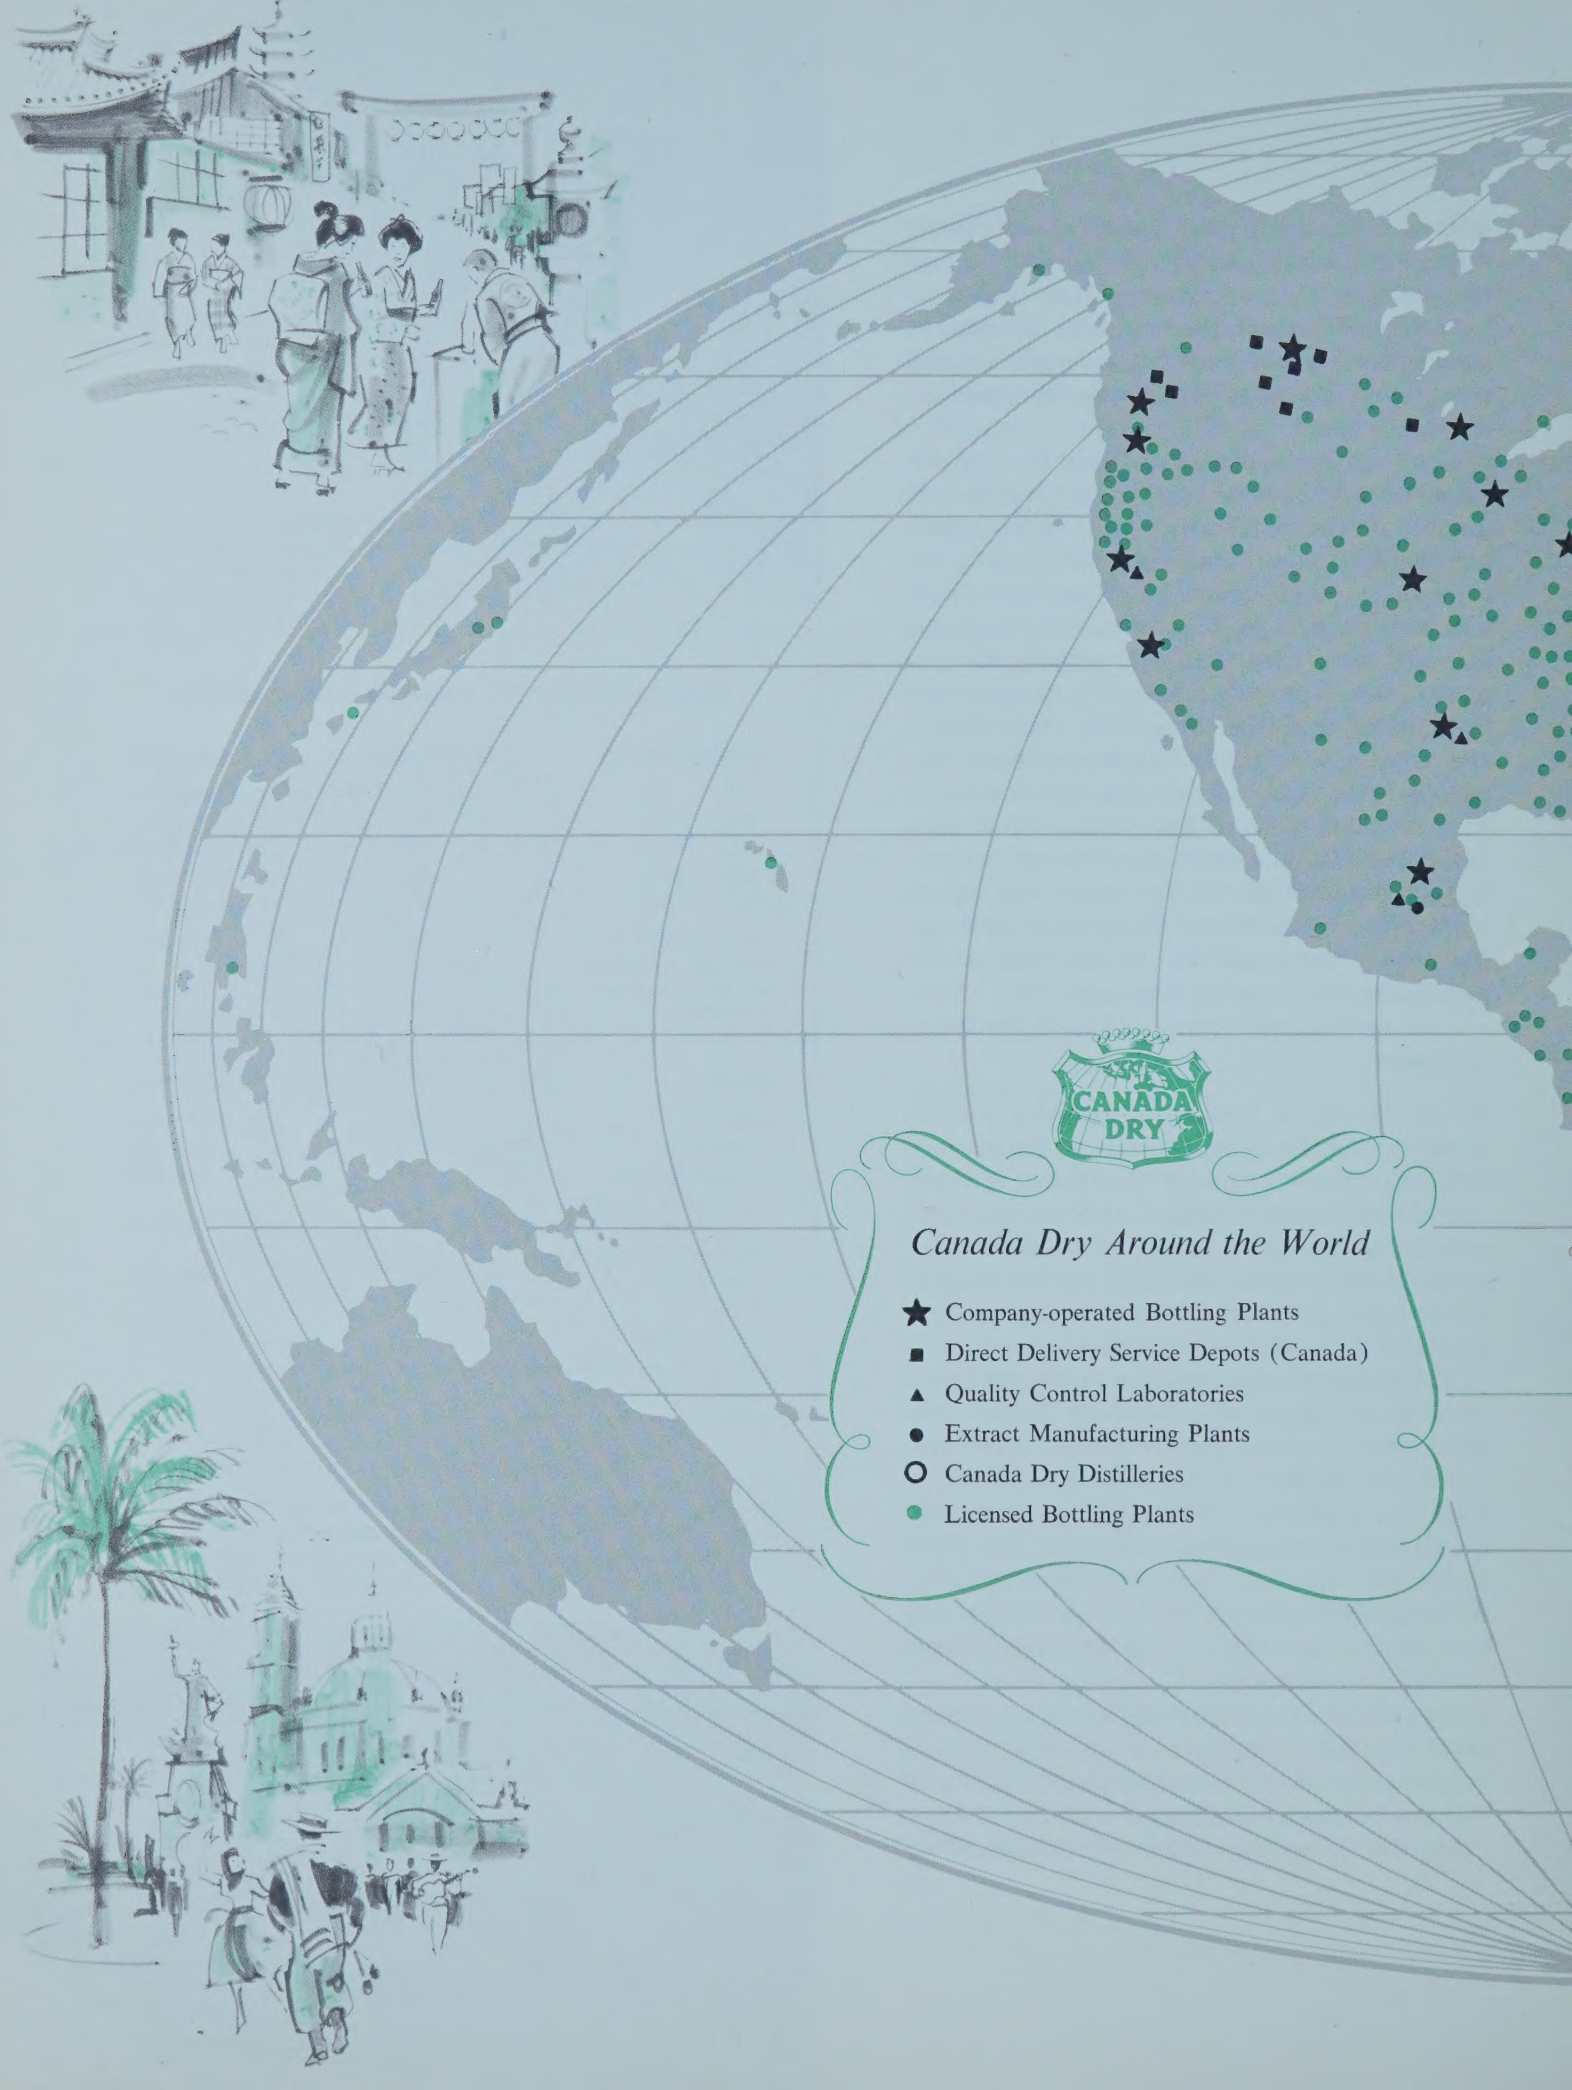 CANADA
DRY
Canada Dry Around the World
Company-operated Bottling Plants
Direct Delivery Service Depots (Canada)
Quality Control Laboratories
Extract Manufacturing Plants
Canada Dry Distilleries
Licensed Bottling Plants